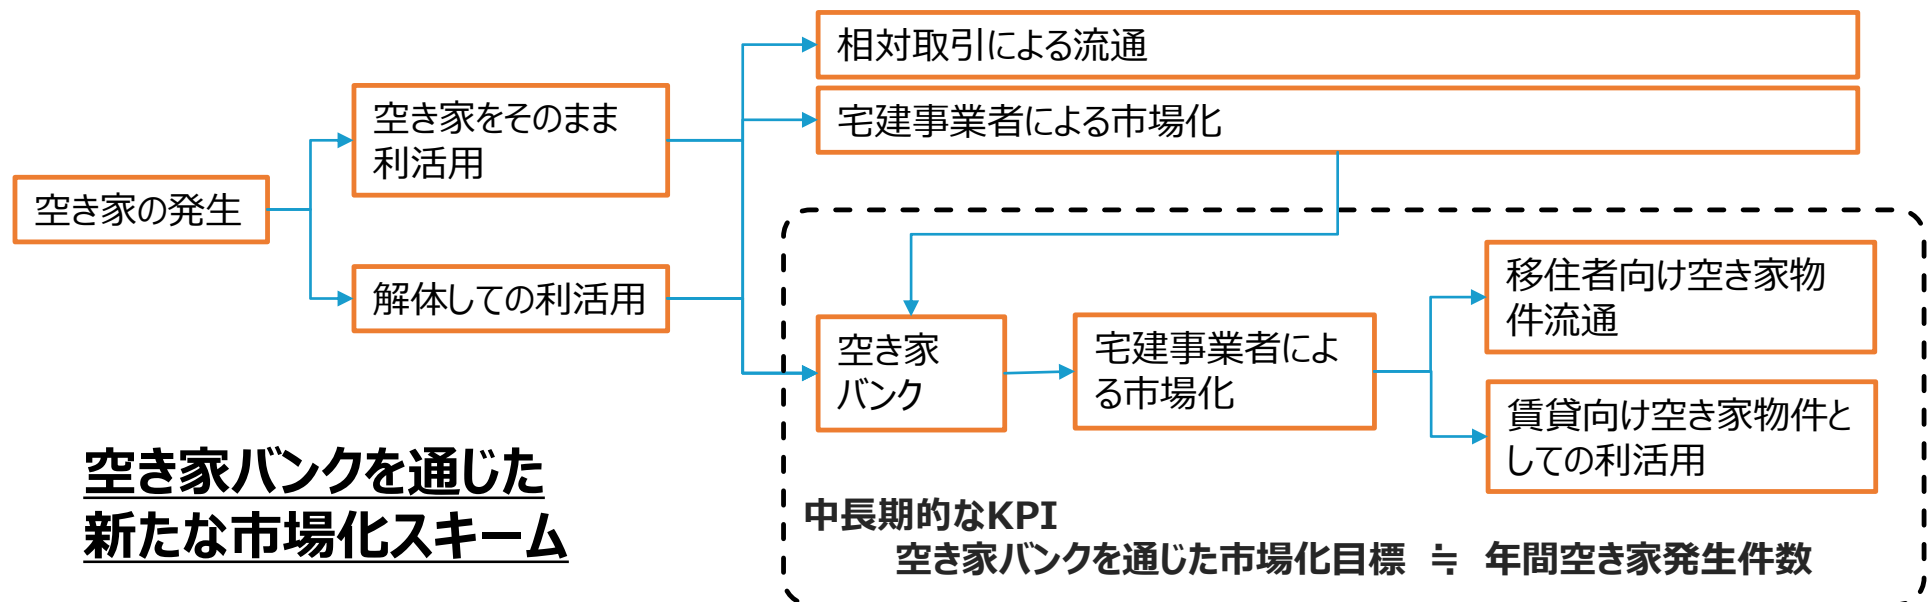 相対取引による流通
空き家をそのまま
利活用
宅建事業者による市場化
空き家の発生
解体しての利活用
移住者向け空き家物
件流通
空き家
バンク
宅建事業者によ
る市場化
賃貸向け空き家物件と
しての利活用
空き家バンクを通じた
新たな市場化スキーム
中長期的なKPI
空き家バンクを通じた市場化目標 ≒ 年間空き家発生件数